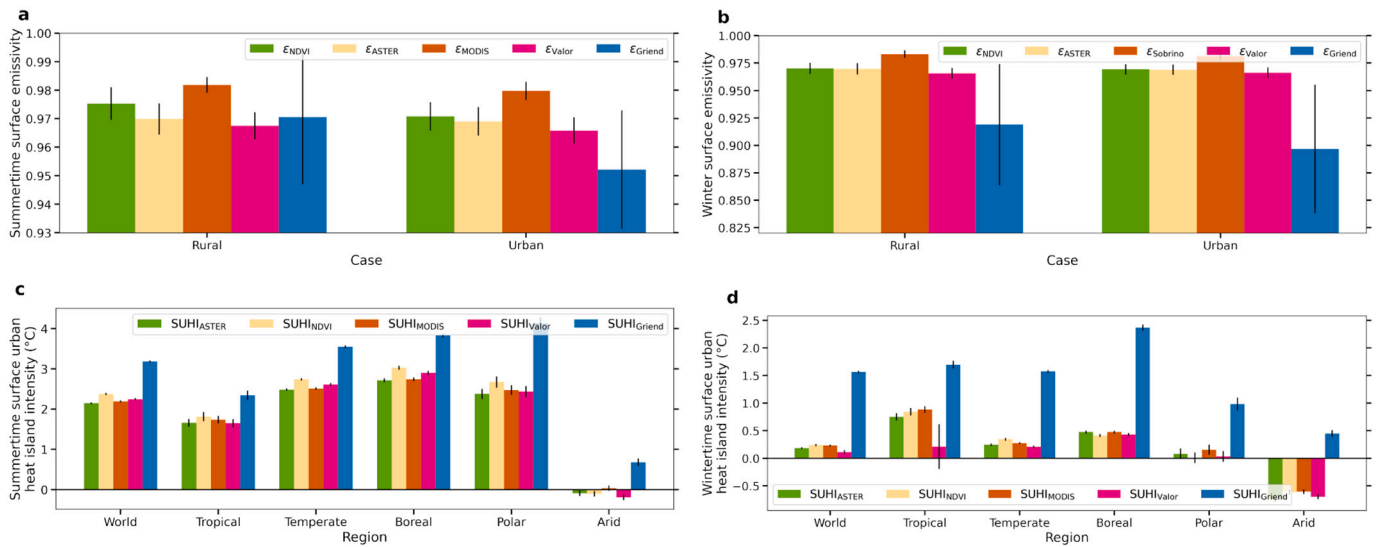 a
1.00
0.99
0.98
0.97
0.96
0.95
0.94
0.93
Summertime surface emissivity
εNDVI εASTER εMODIS εValor εGriend
Rural Urban
Case
b
1.000
0.975
0.950
0.925
0.900
0.875
0.850
0.825
Winter surface emissivity
εNDVI εASTER εSobrino εValor εGriend
Rural Urban
Case
c
4
3
2
1
0
Summertime surface urban
heat island intensity (°C)
SUHIASTER SUHINDVI SUHIMODIS SUHIValor SUHIGriend
World Tropical Temperate Boreal Polar Arid
Region
d
2.5
2.0
1.5
1.0
0.5
0.0
−0.5
Wintertime surface urban
heat island intensity (°C)
SUHIASTER SUHINDVI SUHIMODIS SUHIValor SUHIGriend
World Tropical Temperate Boreal Polar Arid
Region